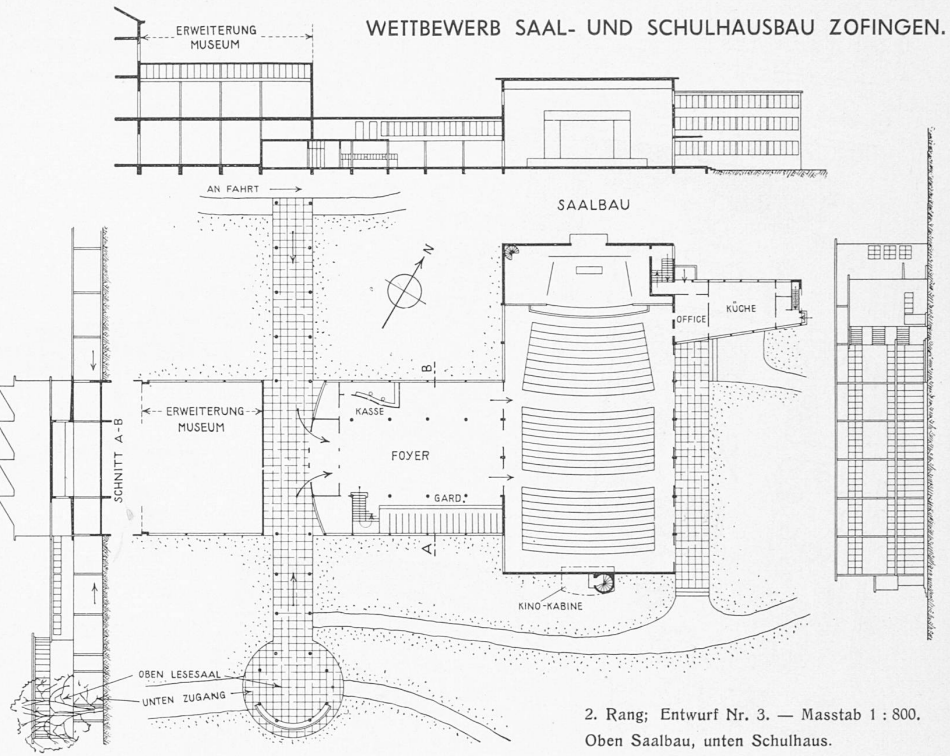 WETTBEWERB SAAL- UND SCHULHAUSBAU ZOFINGEN.
ERWEITERUNG
MUSEUM
AN FAHRT
SAALBAU
N
OFFICE
KÜCHE
B
ERWEITERUNG
MUSEUM
SCHNITT A-B
KASSE
FOYER
GARD.
A
KINO-KABINE
OBEN LESESAAL
UNTEN ZUGANG
2. Rang; Entwurf Nr. 3. — Masstab 1 : 800.
Oben Saalbau, unten Schulhaus.